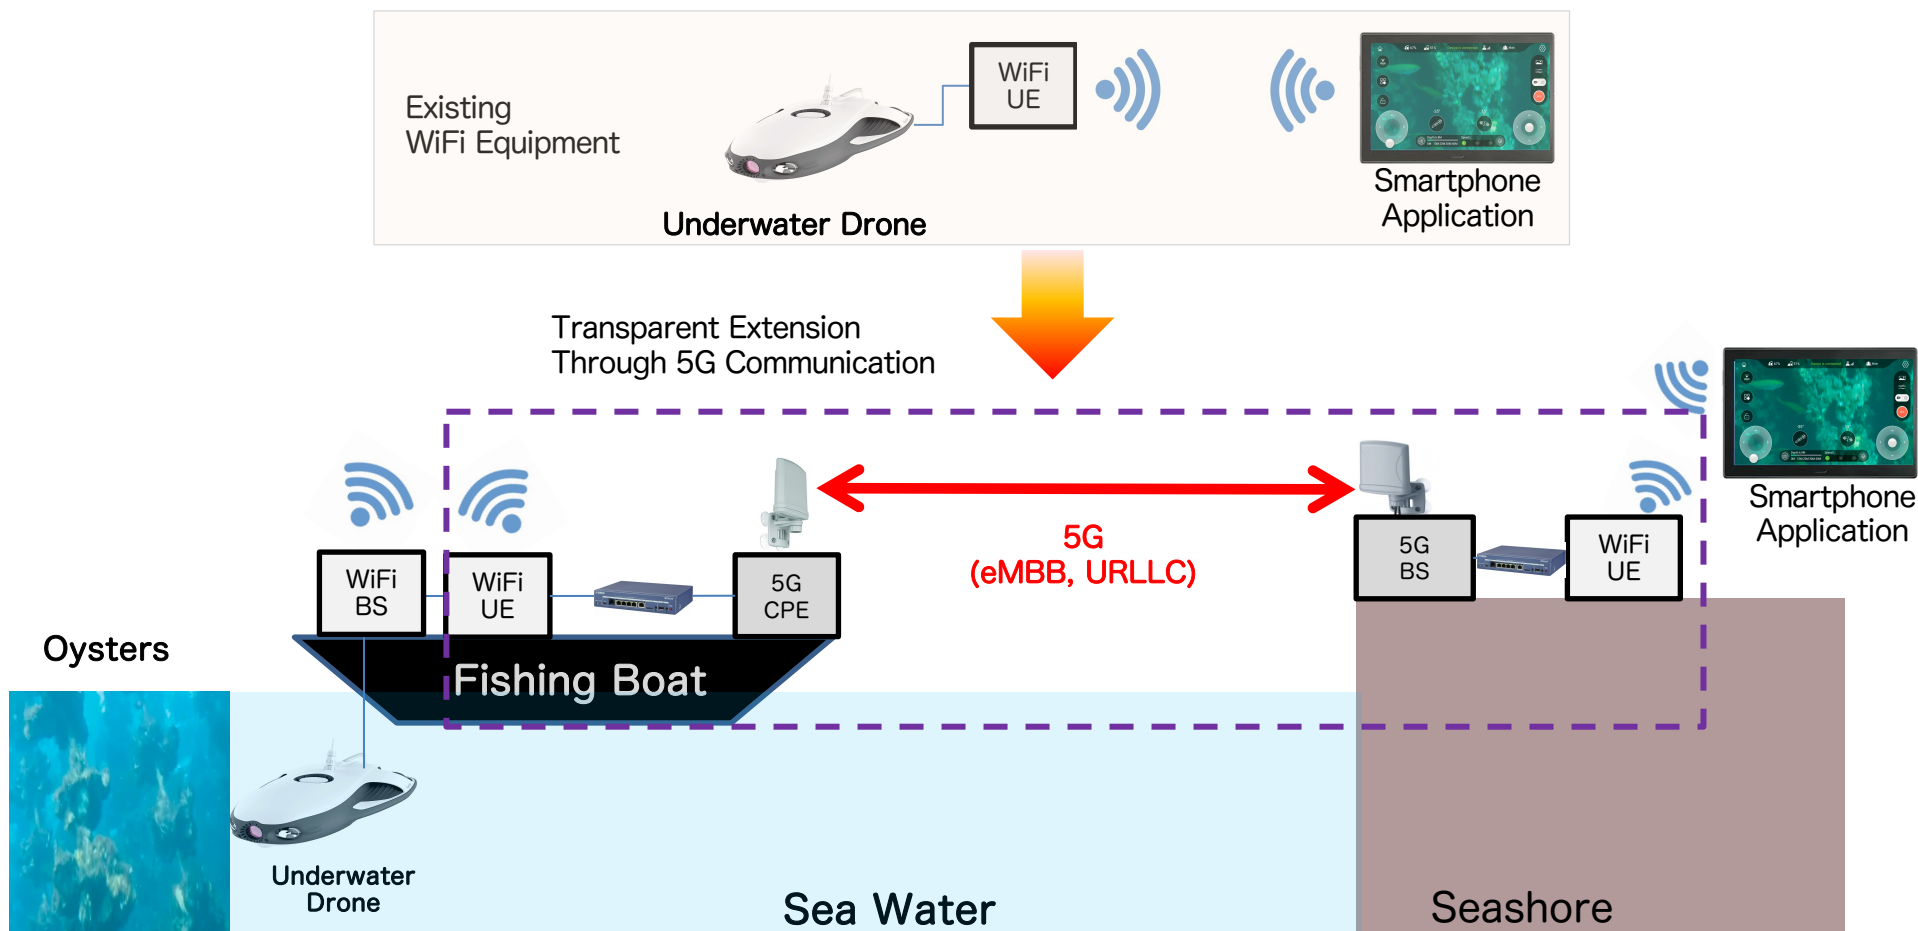 Existing
WiFi Equipment
WiFi
UE
Underwater Drone
Smartphone
Application
Transparent Extension
Through 5G Communication
Smartphone
Application
5G
(eMBB, URLLC)
WiFi
BS
WiFi
UE
5G
CPE
5G
BS
WiFi
UE
Oysters
Fishing Boat
Underwater
Drone
Sea Water
Seashore